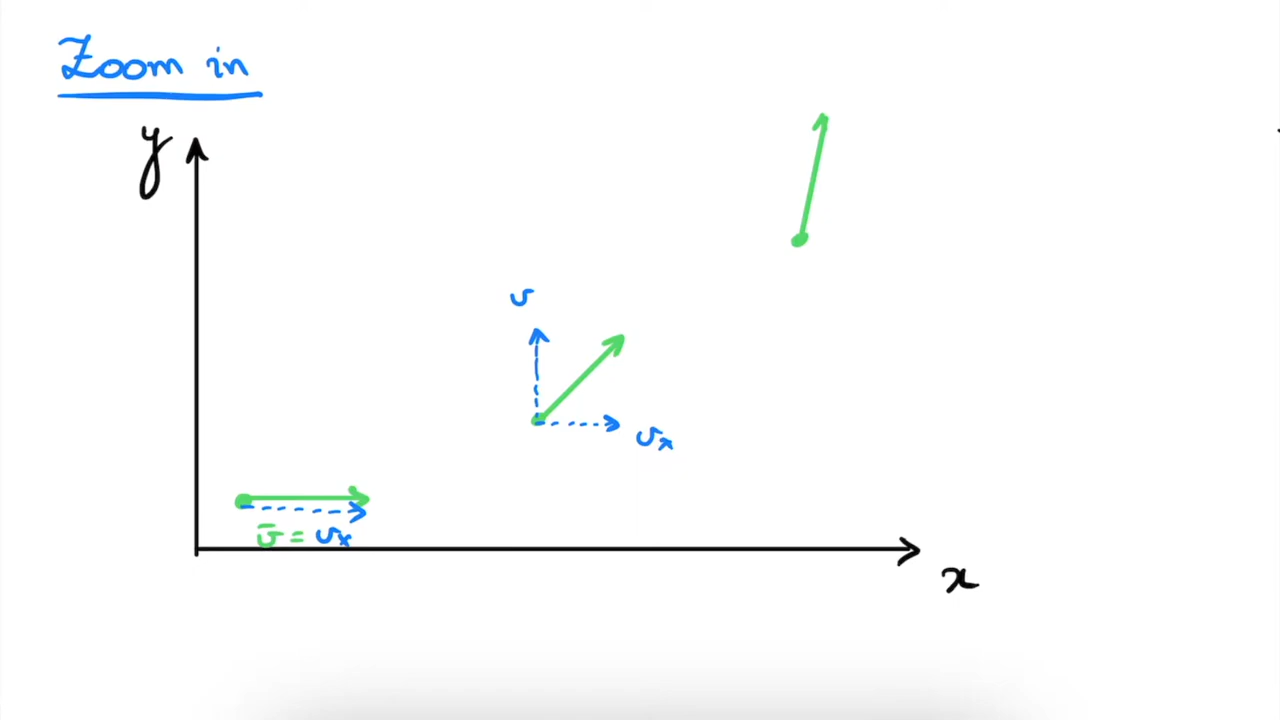 Zoom in
y
v
vₓ
v̄ = vₓ
x